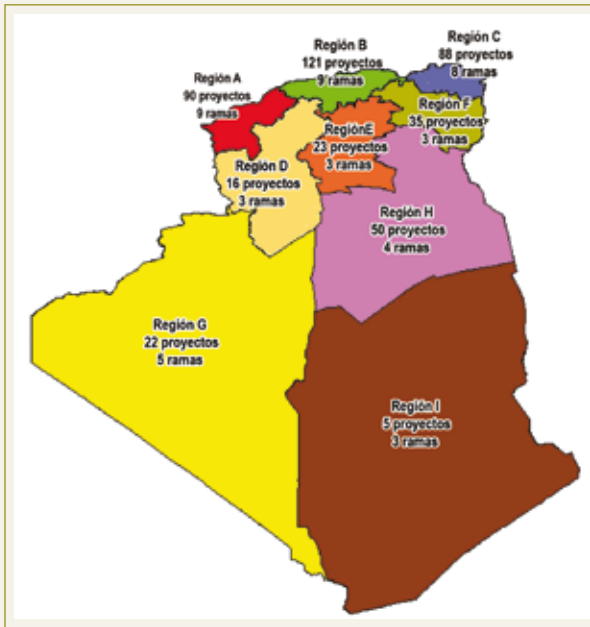 Región A
90 proyectos
9 ramas
Región B
121 proyectos
9 ramas
Región C
88 proyectos
8 ramas
Región D
16 proyectos
3 ramas
RegiónE
23 proyectos
3 ramas
Región F
35 proyectos
3 ramas
Región H
50 proyectos
4 ramas
Región G
22 proyectos
5 ramas
Región I
5 proyectos
3 ramas